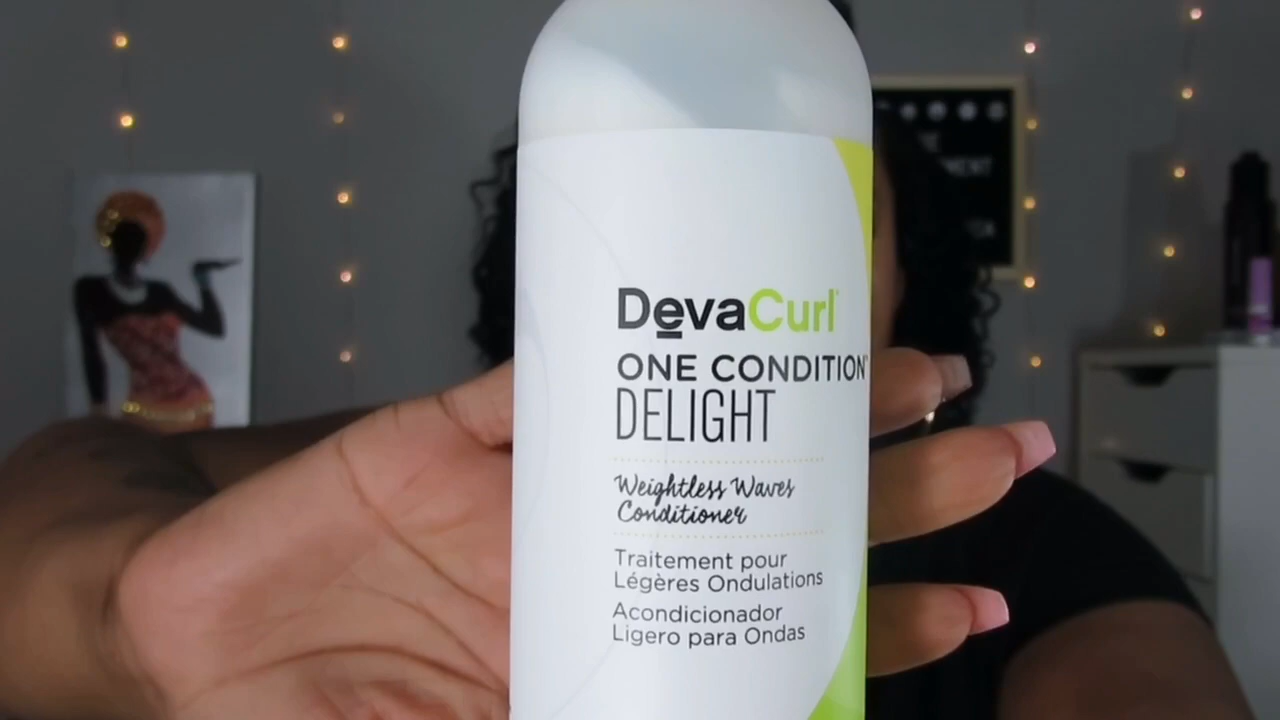 DevaCurl
ONE CONDITION
DELIGHT
Weightless Waves
Conditioner
Traitement pour
Légères Ondulations
Acondicionador
Ligero para Ondas